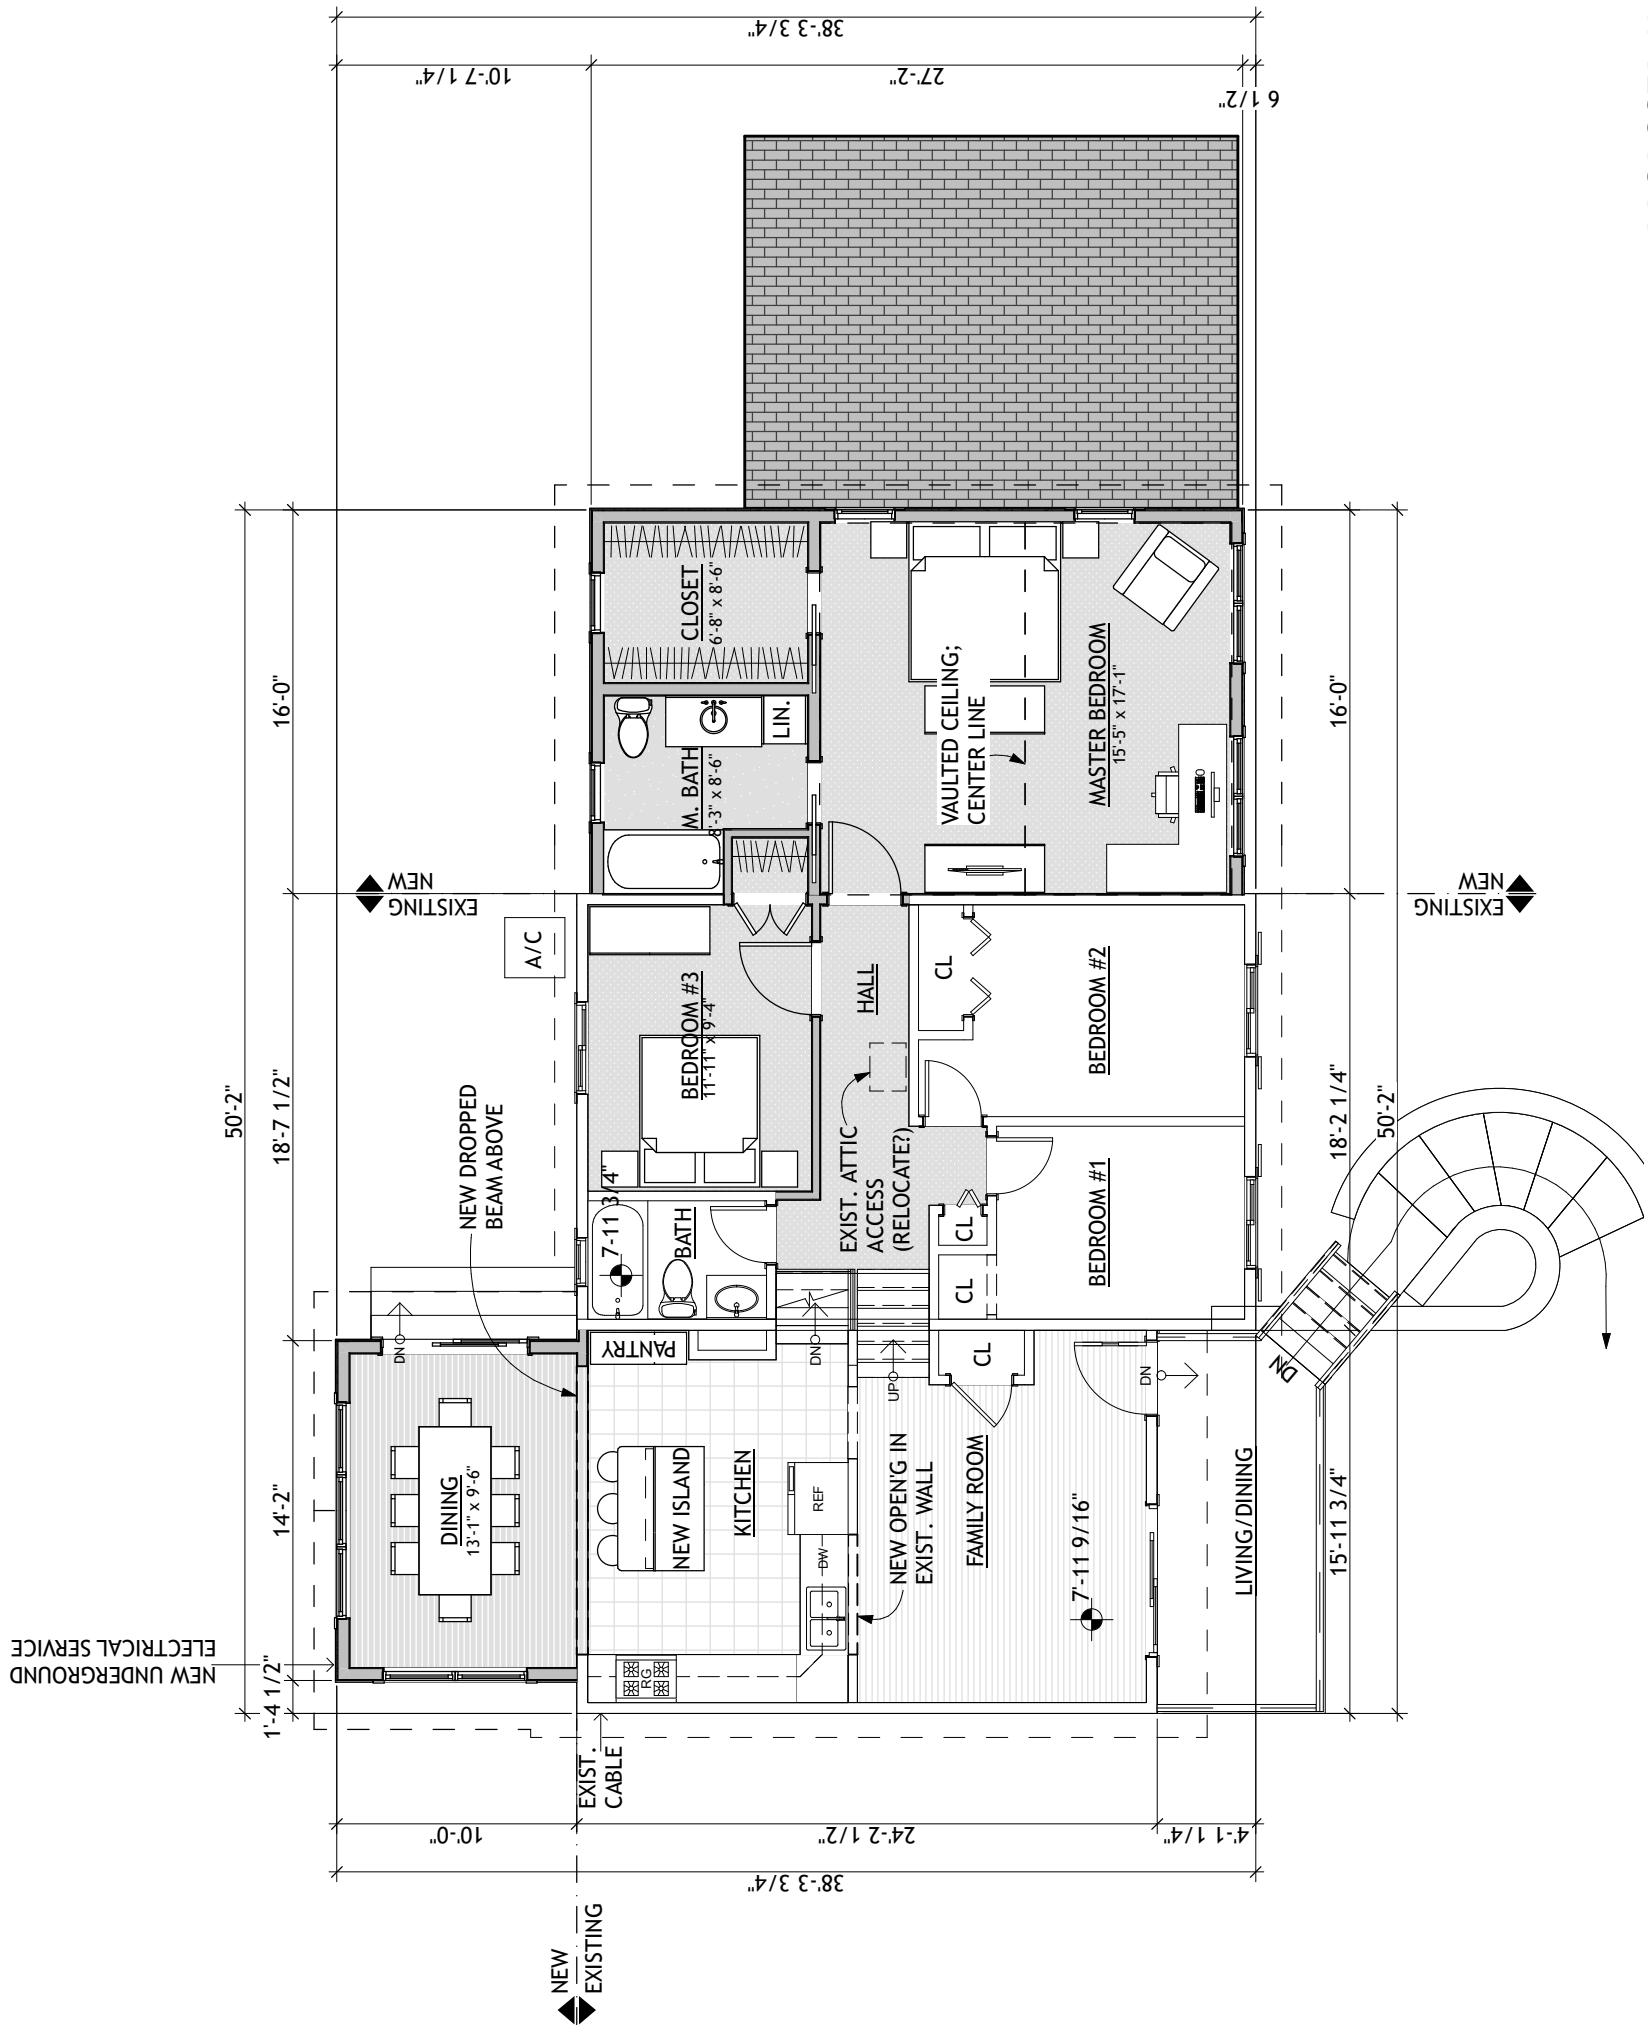 38'-3 3/4"
10'-7 1/4"
27'-2"
6 1/2"
50'-2"
16'-0"
18'-7 1/2"
14'-2"
1'-4 1/2"
CLOSET
6'-8" x 8'-6"
M. BATH
8'-3" x 8'-6"
LIN.
VAULTED CEILING;
CENTER LINE
MASTER BEDROOM
15'-5" x 17'-1"
16'-0"
NEW
EXISTING
NEW
EXISTING
A/C
BEDROOM #3
11'-11" x 9'-4"
HALL
CL
BEDROOM #2
18'-2 1/4"
50'-2"
NEW DROPPED
BEAM ABOVE
7-11 3/4"
BATH
EXIST. ATTIC
ACCESS
(RELOCATE?)
CL
CL
BEDROOM #1
DN
PANTRY
DN
UP
CL
DN
DN
DINING
13'-1" x 9'-6"
NEW ISLAND
KITCHEN
REF
DW
RG
NEW OPEN'G IN
EXIST. WALL
FAMILY ROOM
7'-11 9/16"
LIVING/DINING
15'-11 3/4"
NEW UNDERGROUND
ELECTRICAL SERVICE
EXIST.
CABLE
10'-0"
24'-2 1/2"
4'-1 1/4"
38'-3 3/4"
NEW
EXISTING